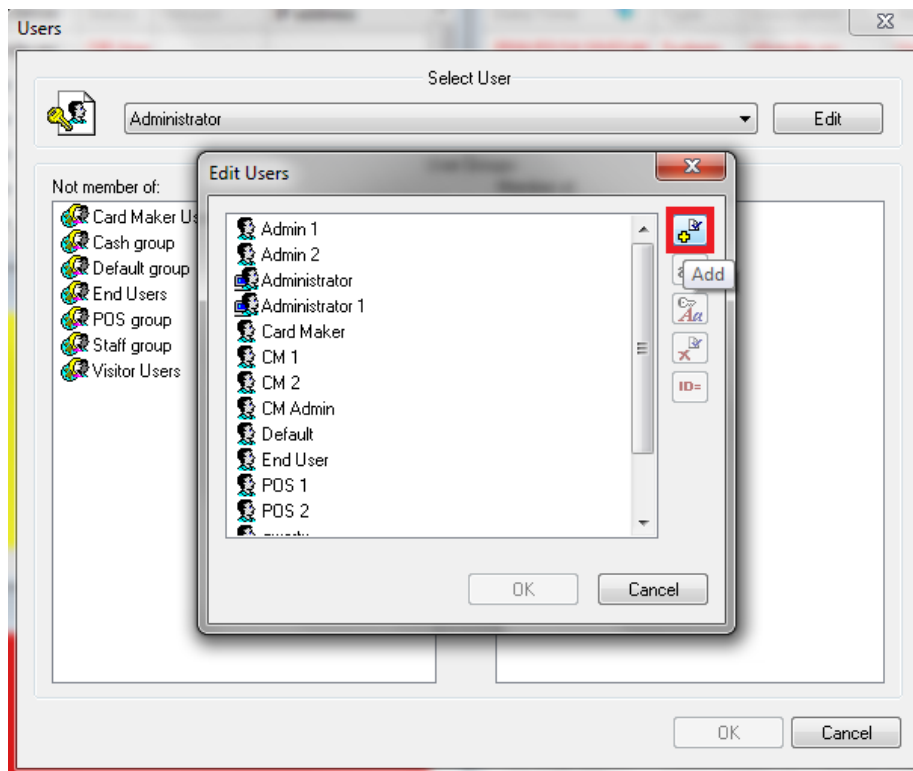 Users
Select User
Administrator
Edit
Edit Users
Not member of:
Card Maker Us
Cash group
Default group
End Users
POS group
Staff group
Visitor Users
Admin 1
Admin 2
Administrator
Administrator 1
Card Maker
CM 1
CM 2
CM Admin
Default
End User
POS 1
POS 2
Add
Aa
ID=
OK
Cancel
OK
Cancel